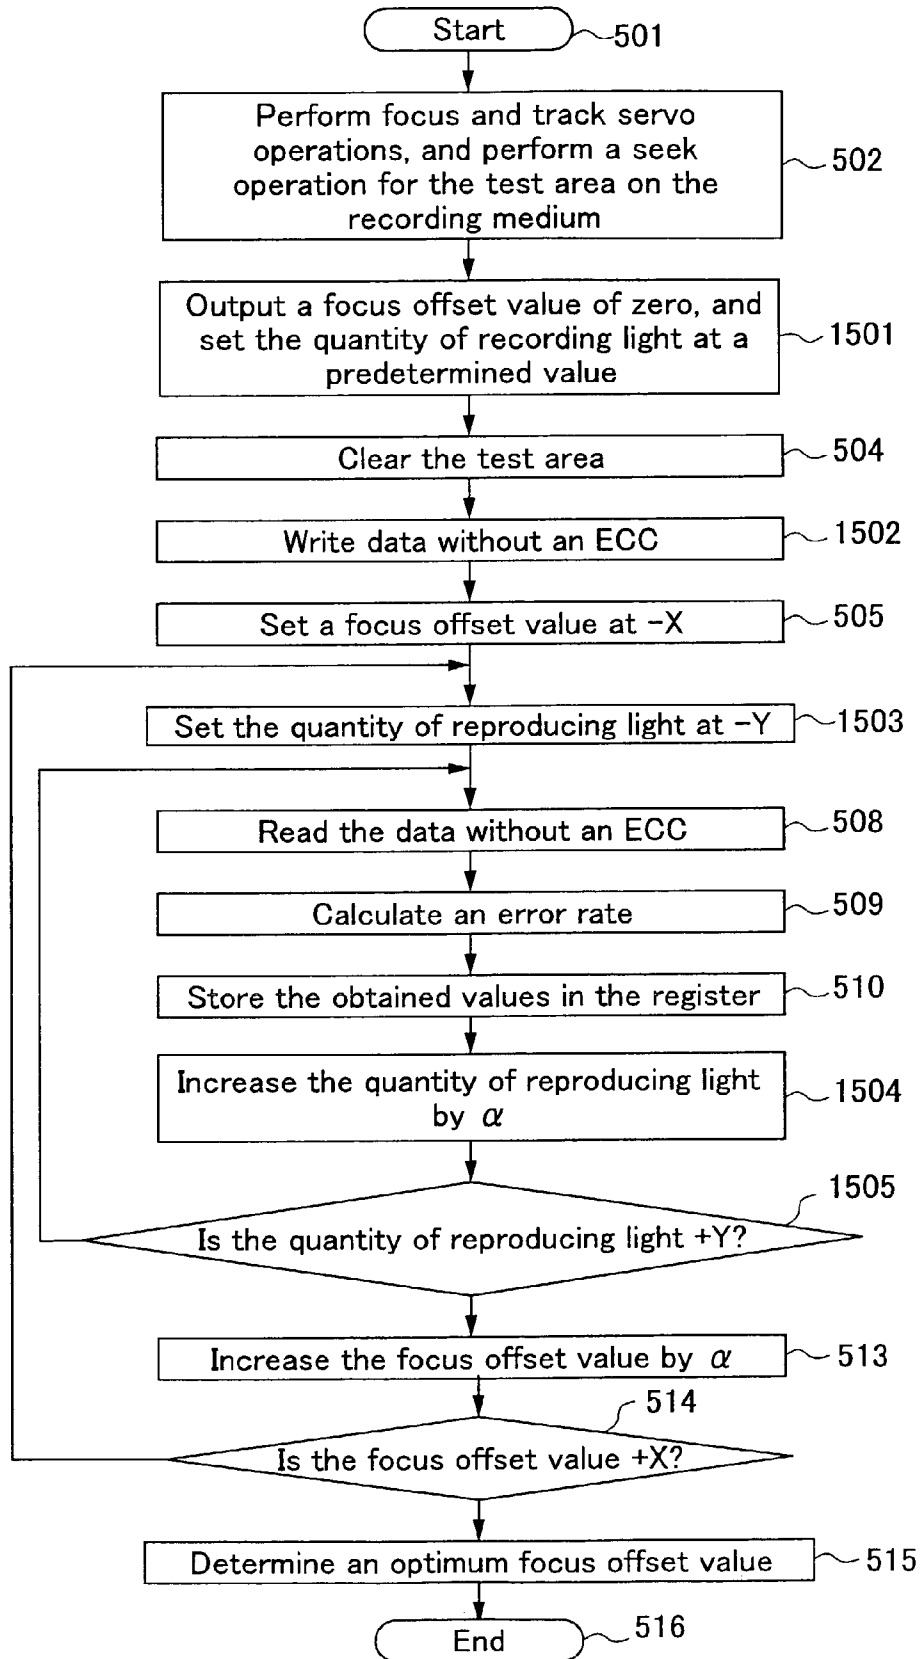 Start
501
Perform focus and track servo
operations, and perform a seek
operation for the test area on the
recording medium
502
Output a focus offset value of zero, and
set the quantity of recording light at a
predetermined value
1501
Clear the test area
504
Write data without an ECC
1502
Set a focus offset value at -X
505
Set the quantity of reproducing light at -Y
1503
Read the data without an ECC
508
Calculate an error rate
509
Store the obtained values in the register
510
Increase the quantity of reproducing light
by α
1504
1505
Is the quantity of reproducing light +Y?
Increase the focus offset value by α
513
514
Is the focus offset value +X?
Determine an optimum focus offset value
515
End
516